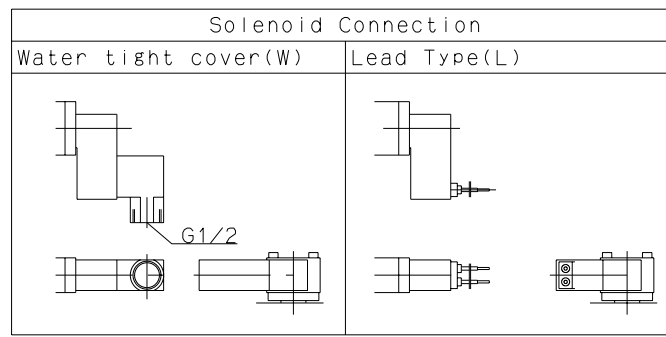 Solenoid Connection
Water tight cover(W)
Lead Type(L)
G1/2